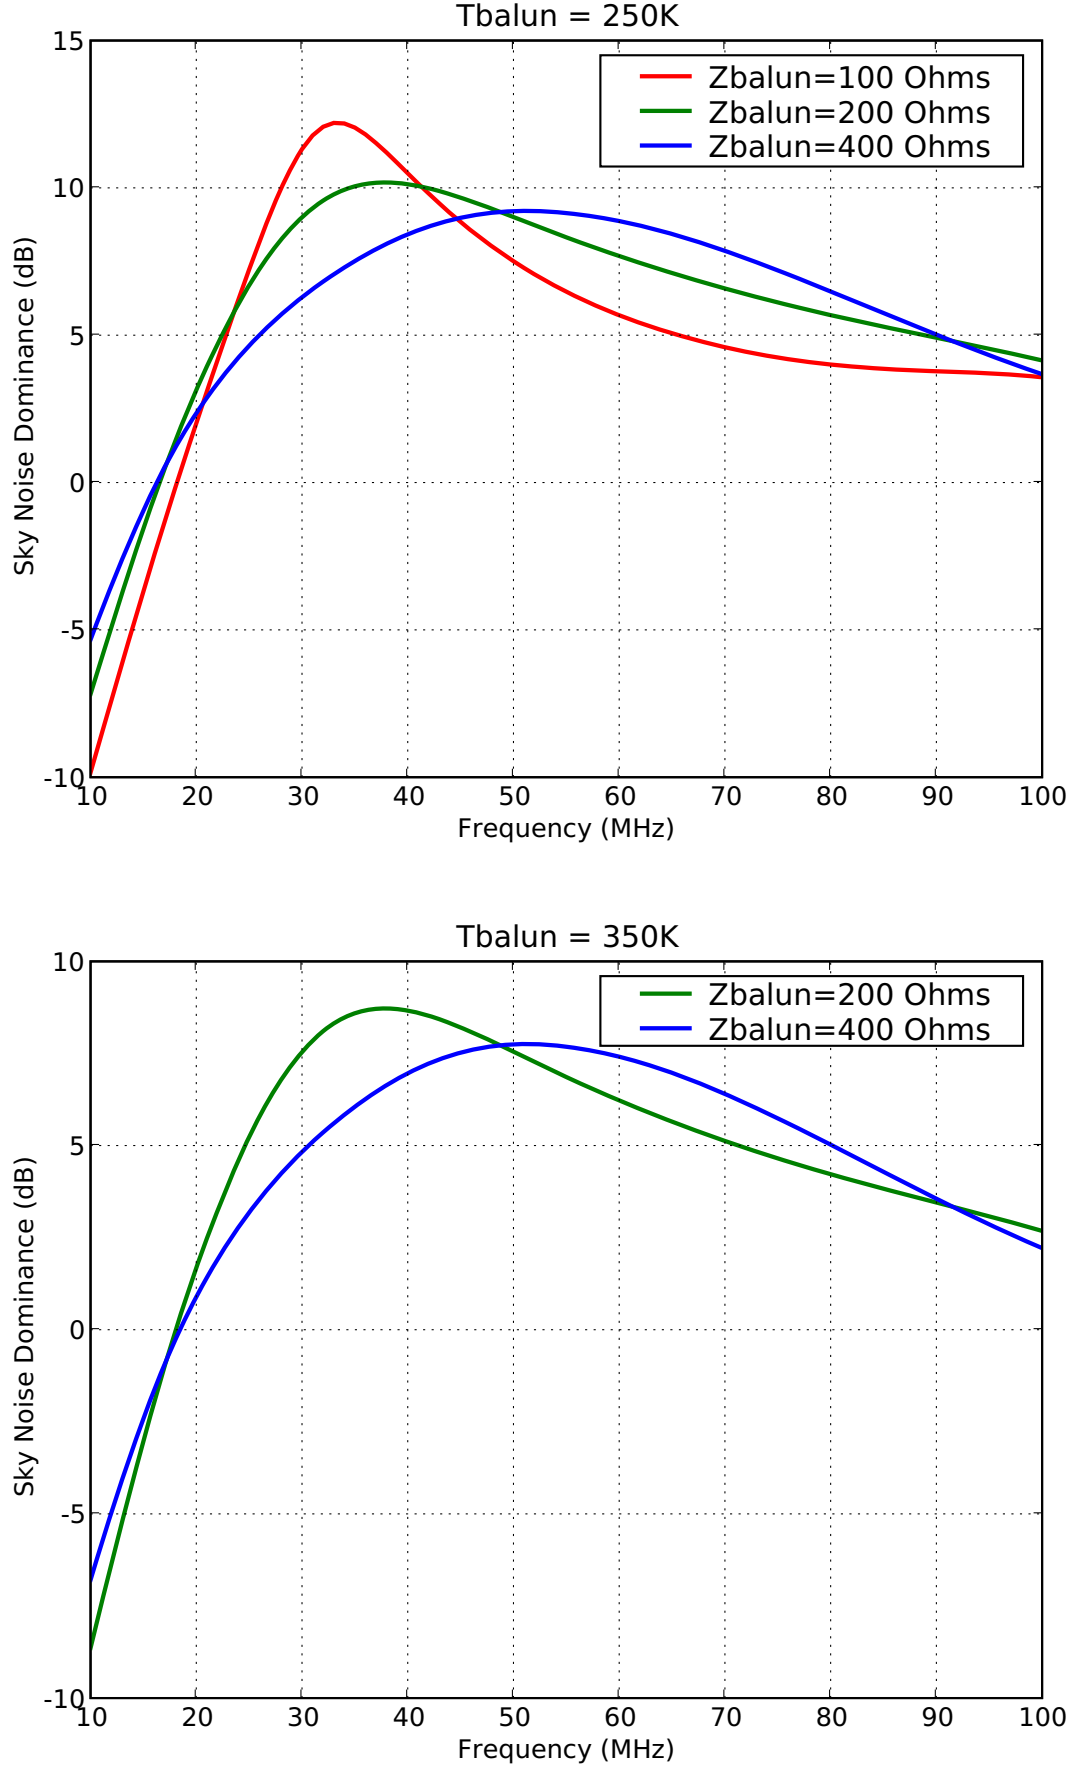 Tbalun = 250K
15
10
5
0
-5
-10
Sky Noise Dominance (dB)
Zbalun=100 Ohms
Zbalun=200 Ohms
Zbalun=400 Ohms
10 20 30 40 50 60 70 80 90 100
Frequency (MHz)
Tbalun = 350K
10
5
0
-5
-10
Sky Noise Dominance (dB)
Zbalun=200 Ohms
Zbalun=400 Ohms
10 20 30 40 50 60 70 80 90 100
Frequency (MHz)